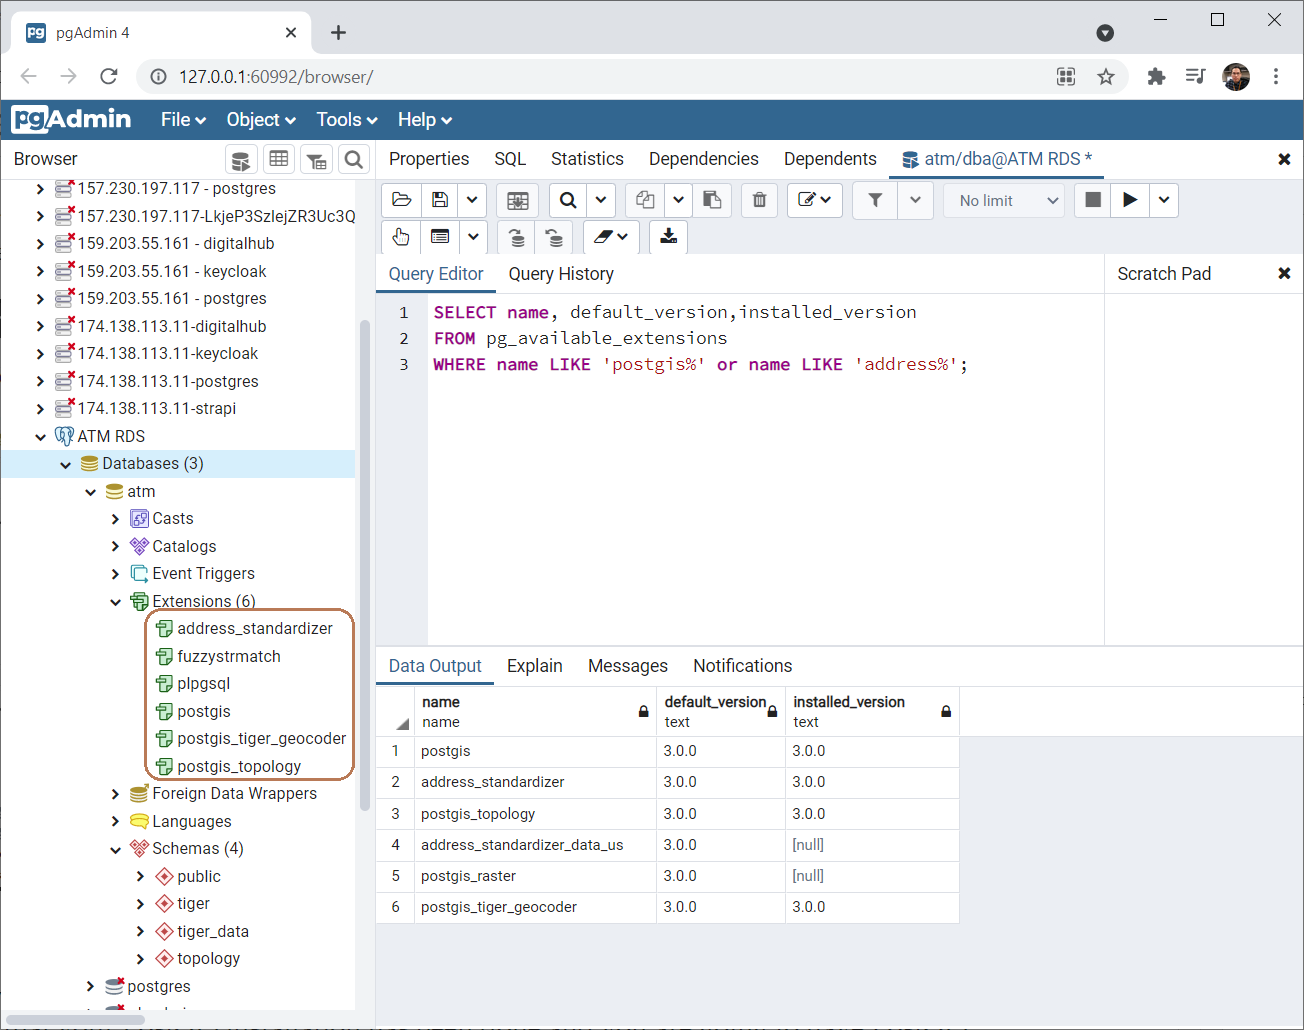 pgAdmin 4
127.0.0.1:60992/browser/
pgAdmin File Object Tools Help
Browser
Properties SQL Statistics Dependencies Dependents atm/dba@ATM RDS *
157.230.197.117 - postgres
157.230.197.117-LkjeP3SzIejZR3Uc3Q
159.203.55.161 - digitalhub
159.203.55.161 - keycloak
159.203.55.161 - postgres
174.138.113.11-digitalhub
174.138.113.11-keycloak
174.138.113.11-postgres
174.138.113.11-strapi
ATM RDS
Databases (3)
atm
Casts
Catalogs
Event Triggers
Extensions (6)
address_standardizer
fuzzystrmatch
plpgsql
postgis
postgis_tiger_geocoder
postgis_topology
Foreign Data Wrappers
Languages
Schemas (4)
public
tiger
tiger_data
topology
postgres
No limit
Query Editor Query History
Scratch Pad
1 SELECT name, default_version,installed_version
2 FROM pg_available_extensions
3 WHERE name LIKE 'postgis%' or name LIKE 'address%';
Data Output Explain Messages Notifications
name default_version installed_version
name text text
1 postgis 3.0.0 3.0.0
2 address_standardizer 3.0.0 3.0.0
3 postgis_topology 3.0.0 3.0.0
4 address_standardizer_data_us 3.0.0 [null]
5 postgis_raster 3.0.0 [null]
6 postgis_tiger_geocoder 3.0.0 3.0.0